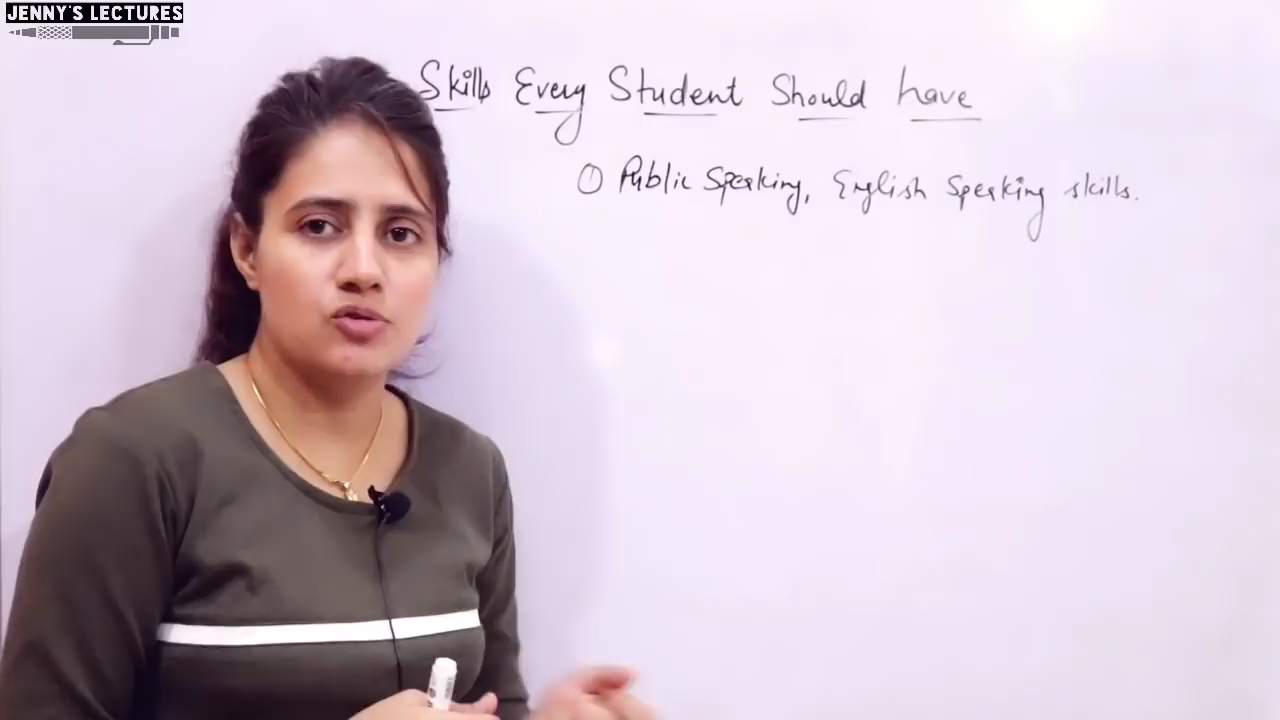 JENNY'S LECTURES
Skills Every Student Should have
① Public Speaking, English Speaking skills.